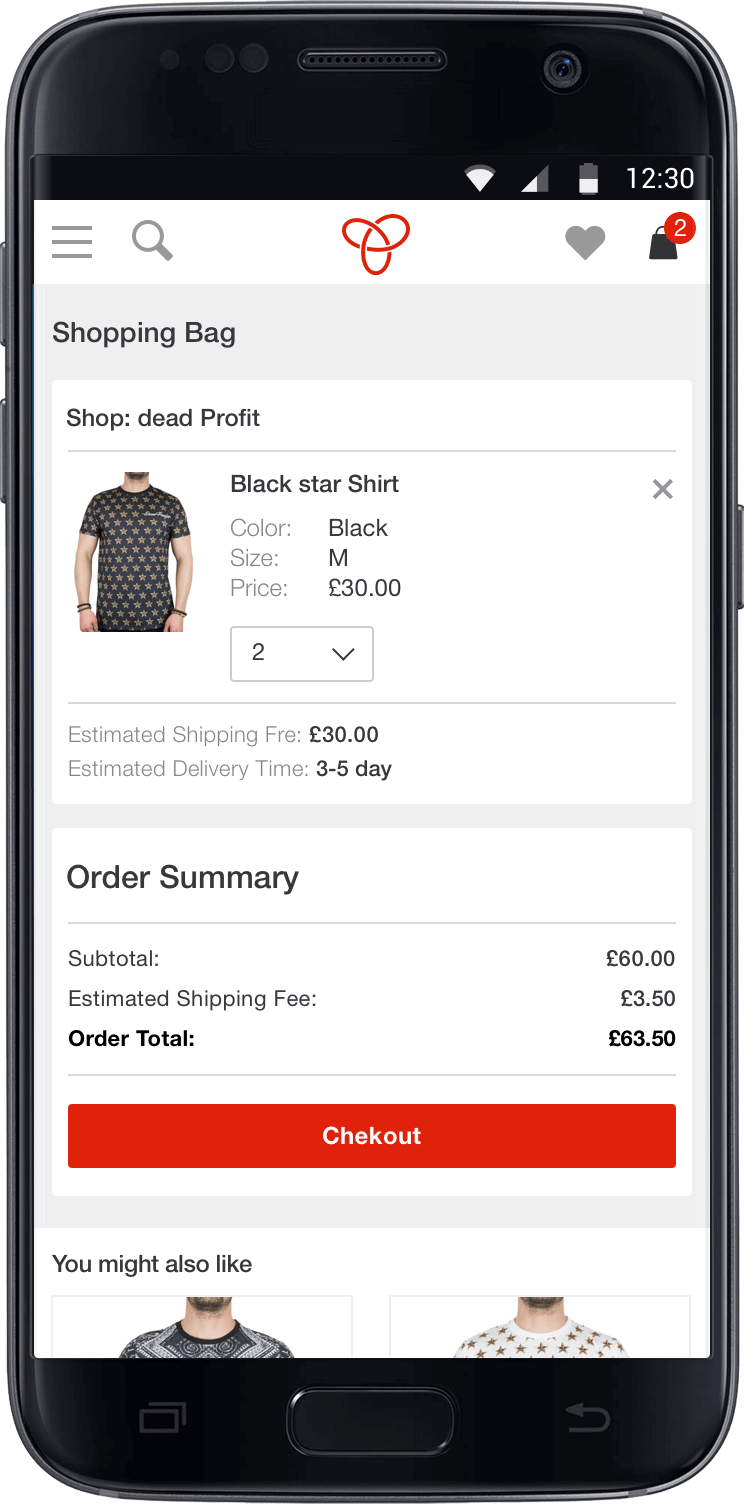 12:30
2
Shopping Bag
Shop: dead Profit
Black star Shirt
Color: Black
Size: M
Price: £30.00
2
Estimated Shipping Fre: £30.00
Estimated Delivery Time: 3-5 day
Order Summary
Subtotal: £60.00
Estimated Shipping Fee: £3.50
Order Total: £63.50
Chekout
You might also like